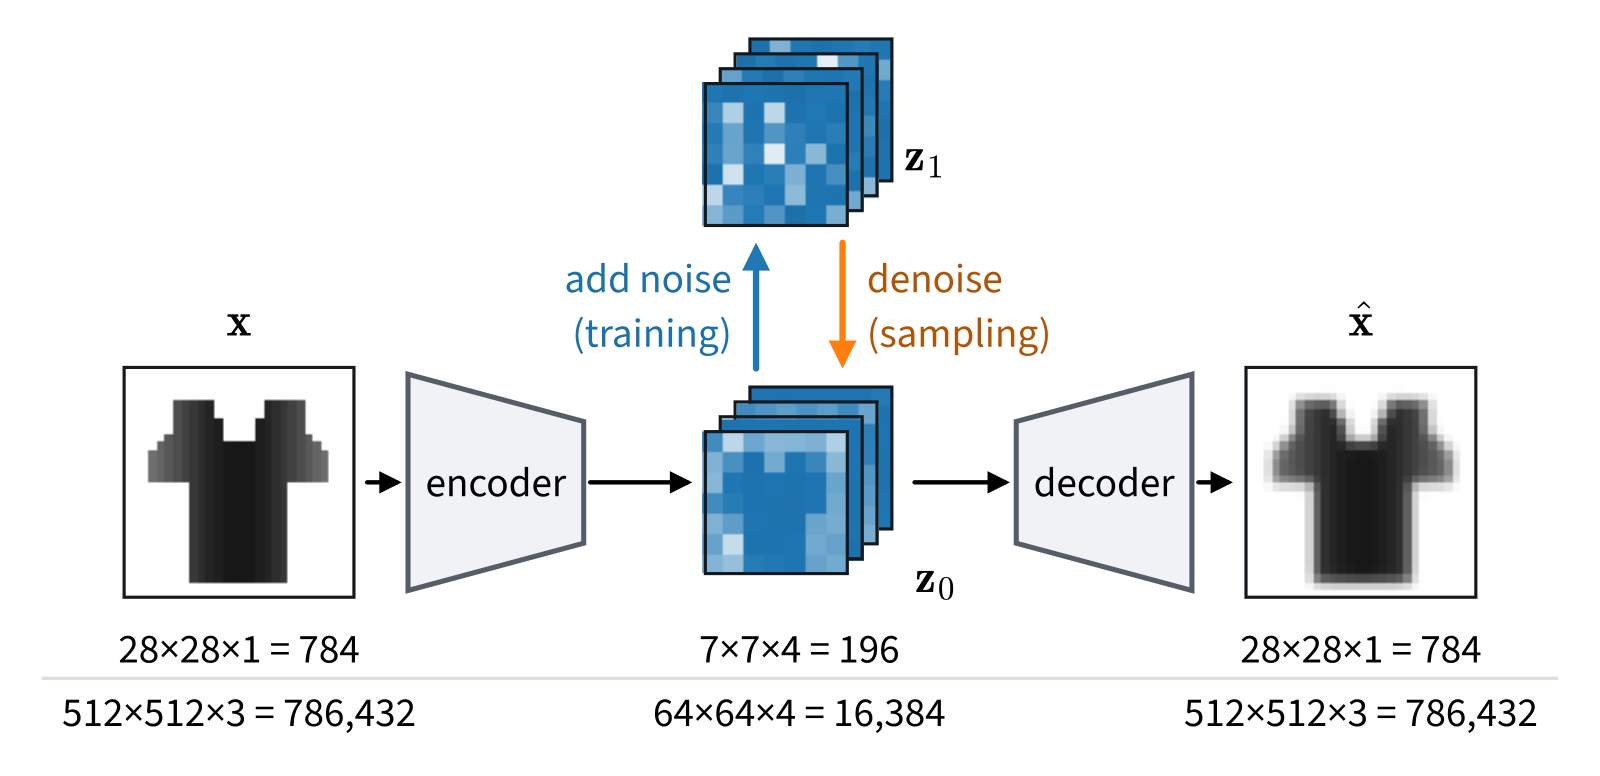 z₁
add noise
(training)
denoise
(sampling)
x
x̂
encoder
decoder
z₀
28×28×1 = 784
7×7×4 = 196
28×28×1 = 784
512×512×3 = 786,432
64×64×4 = 16,384
512×512×3 = 786,432